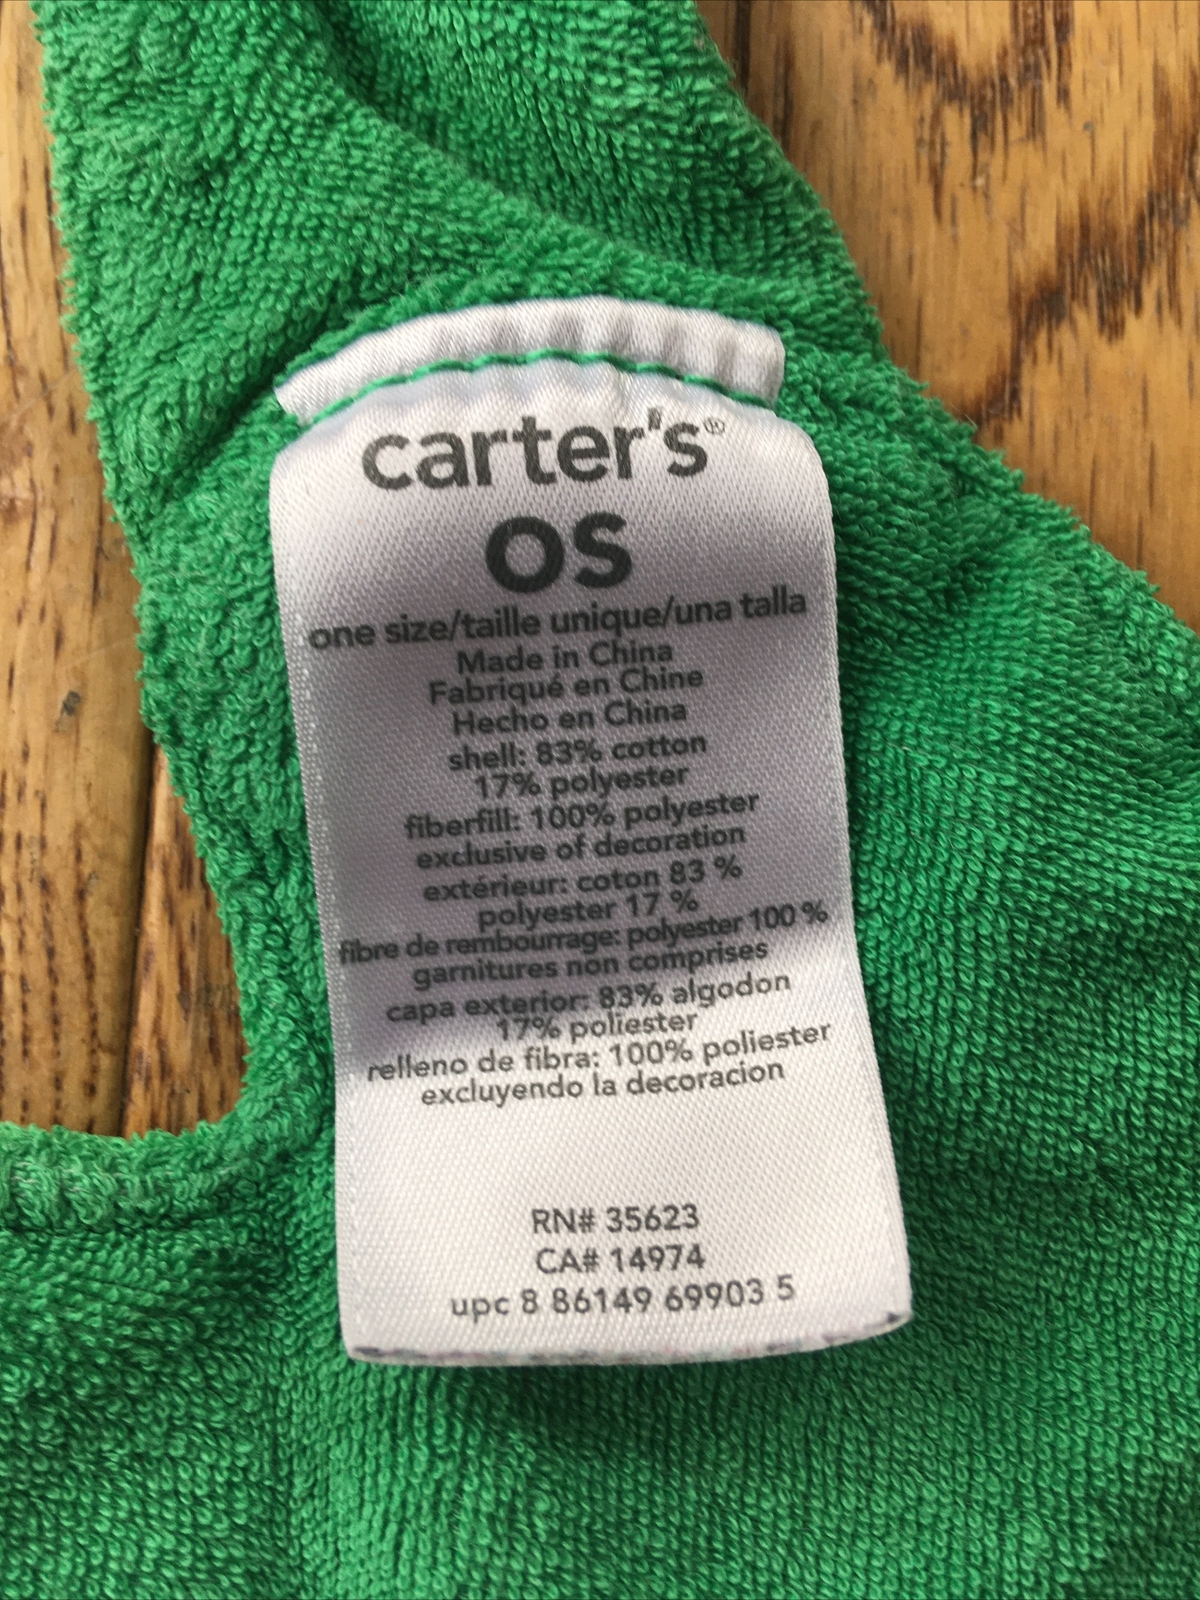 carter's®
OS
one size/taille unique/una talla
Made in China
Fabriqué en Chine
Hecho en China
shell: 83% cotton
17% polyester
fiberfill: 100% polyester
exclusive of decoration
extérieur: coton 83 %
polyester 17 %
fibre de rembourrage: polyester 100 %
garnitures non comprises
capa exterior: 83% algodon
17% poliester
relleno de fibra: 100% poliester
excluyendo la decoracion
RN# 35623
CA# 14974
upc 8 86149 69903 5